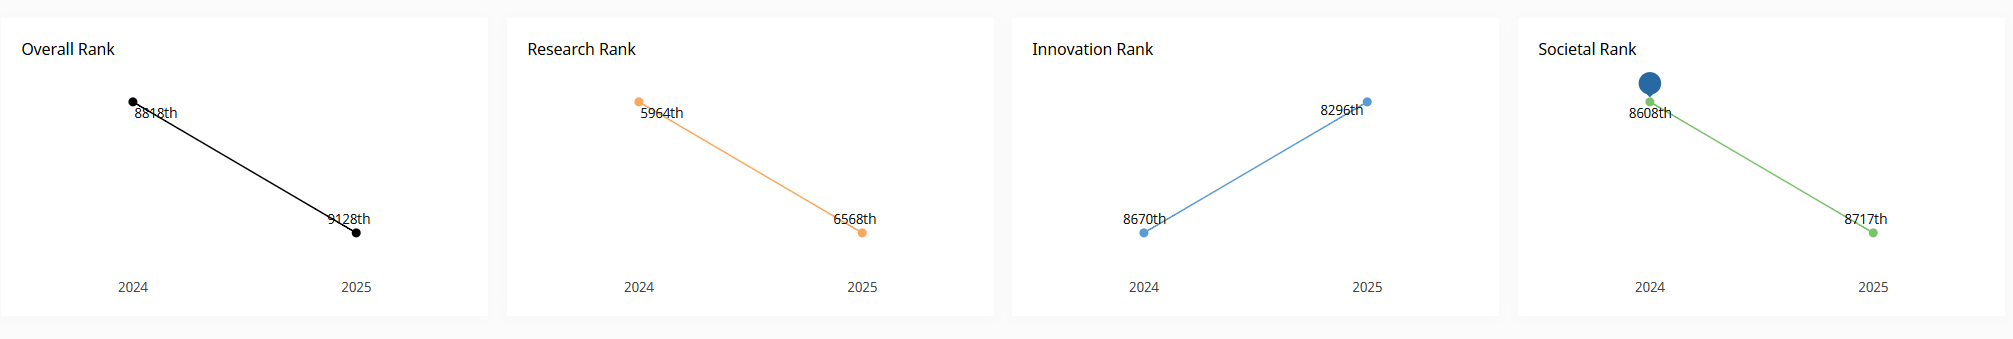 Overall Rank
8818th
9128th
2024 2025
Research Rank
5964th
6568th
2024 2025
Innovation Rank
8296th
8670th
2024 2025
Societal Rank
8608th
8717th
2024 2025